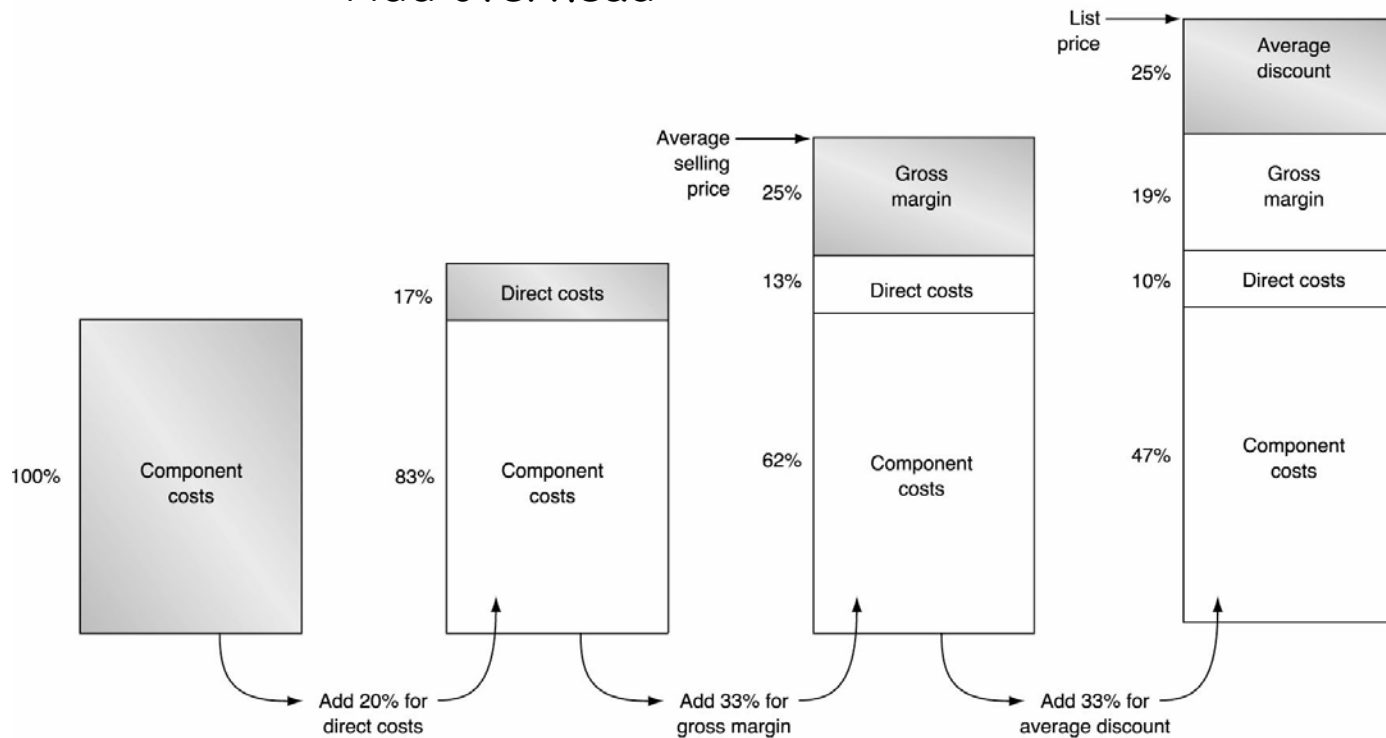 Add overhead
100%
Component
costs
Add 20% for
direct costs
17%
Direct costs
83%
Component
costs
Add 33% for
gross margin
Average
selling
price
25%
Gross
margin
13%
Direct costs
62%
Component
costs
Add 33% for
average discount
List
price
25%
Average
discount
19%
Gross
margin
10%
Direct costs
47%
Component
costs